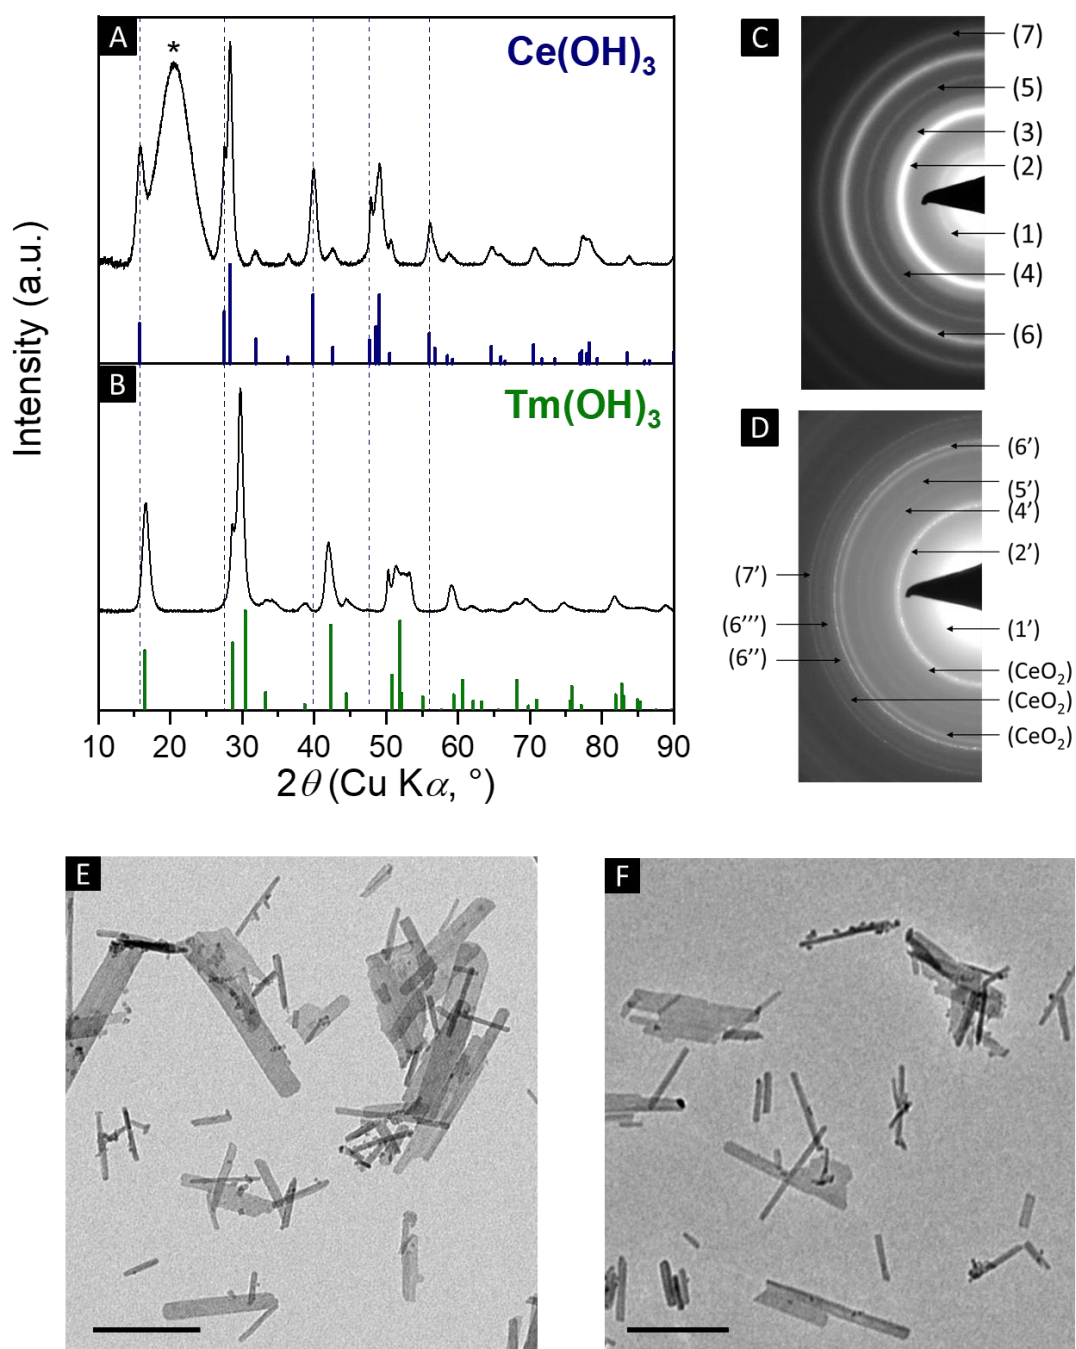 A
*
Ce(OH)3
B
Tm(OH)3
Intensity (a.u.)
10 20 30 40 50 60 70 80 90
2θ (Cu Kα, °)
C
(7)
(5)
(3)
(2)
(1)
(4)
(6)
D
(6')
(5')
(4')
(2')
(7')
(6''')
(1')
(6'')
(CeO2)
(CeO2)
(CeO2)
E
F